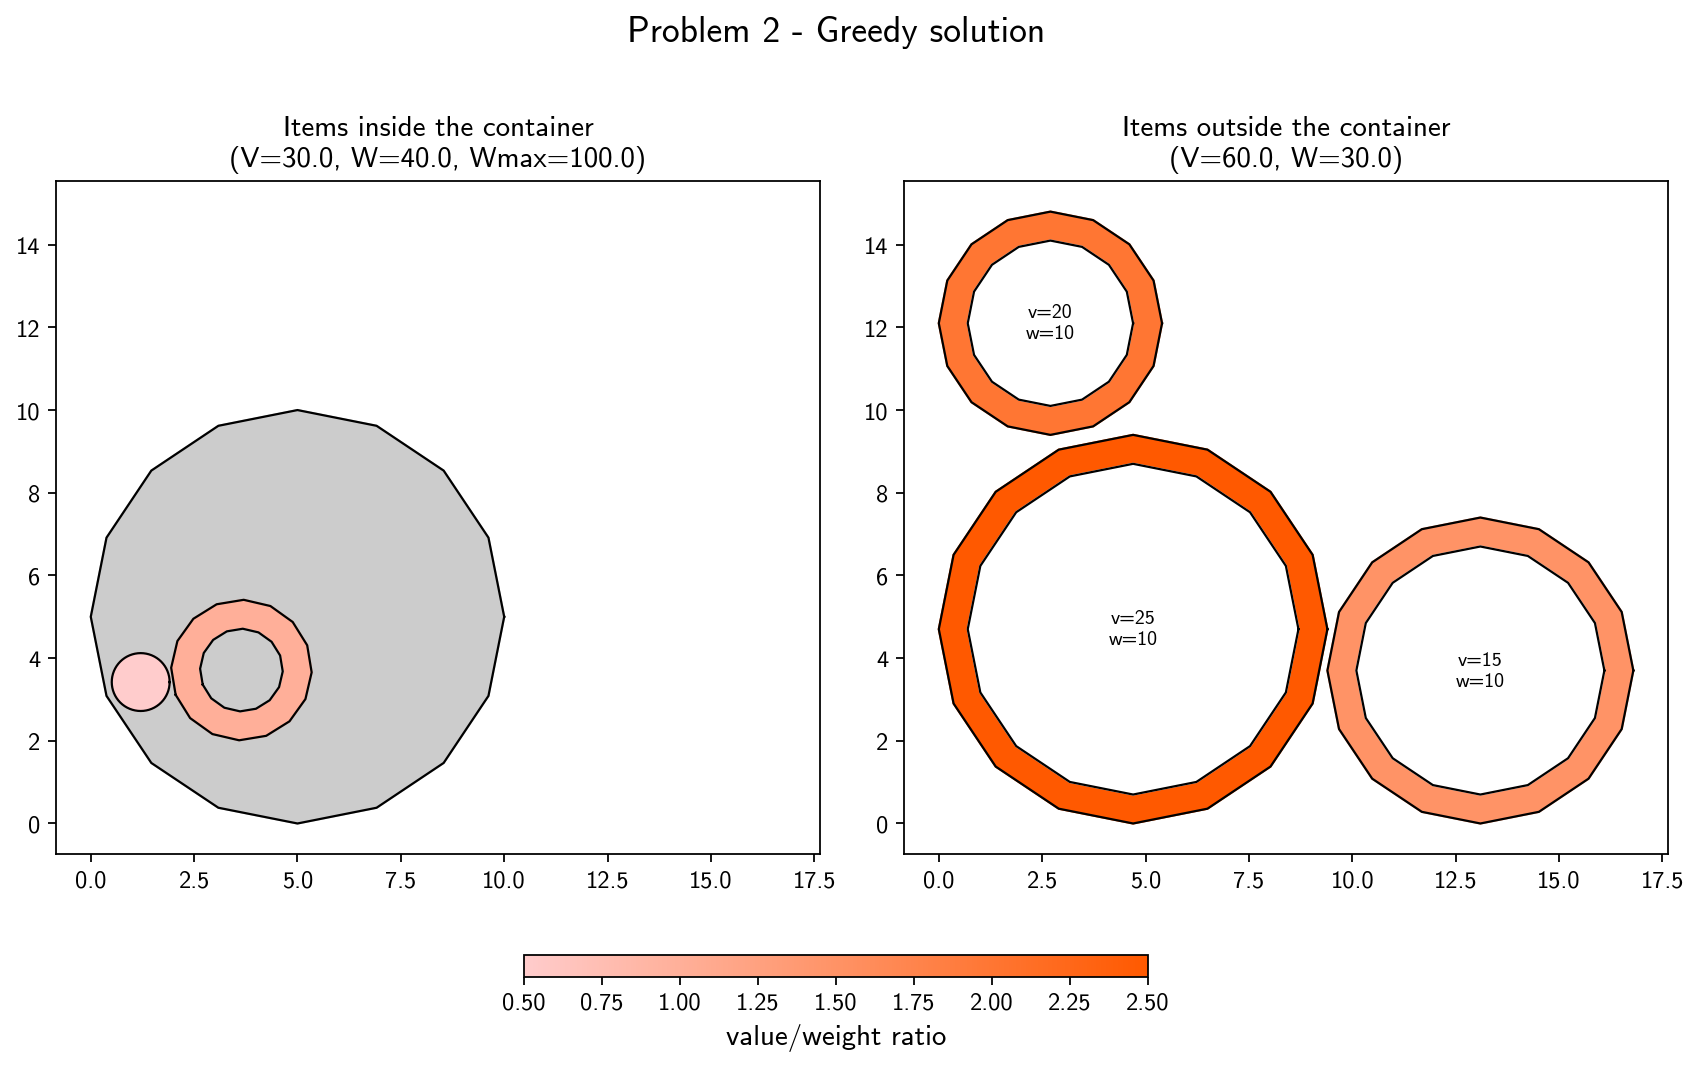 Problem 2 - Greedy solution
Items inside the container
(V=30.0, W=40.0, Wmax=100.0)
14
12
10
8
6
4
2
0
0.0 2.5 5.0 7.5 10.0 12.5 15.0 17.5
Items outside the container
(V=60.0, W=30.0)
14
12
10
8
6
4
2
0
v=20
w=10
v=25
w=10
v=15
w=10
0.0 2.5 5.0 7.5 10.0 12.5 15.0 17.5
0.50 0.75 1.00 1.25 1.50 1.75 2.00 2.25 2.50
value/weight ratio